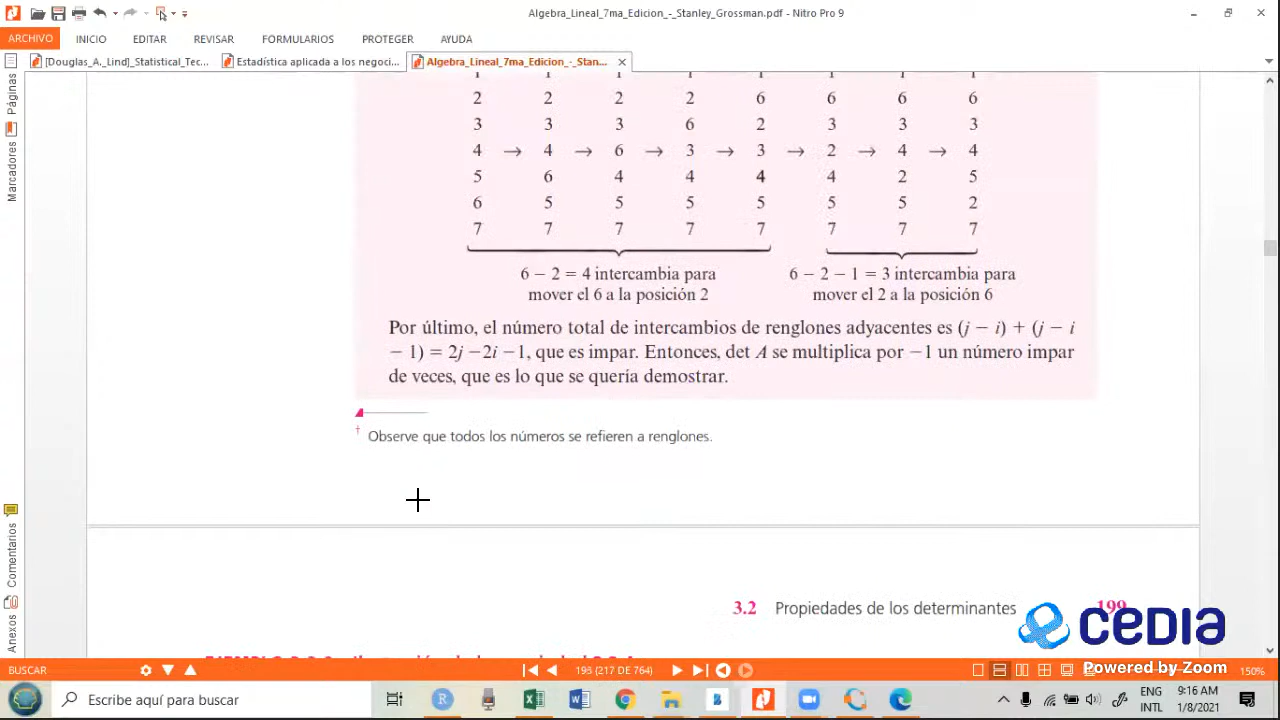 Algebra_Lineal_7ma_Edicion_-_Stanley_Grossman.pdf - Nitro Pro 9
ARCHIVO INICIO EDITAR REVISAR FORMULARIOS PROTEGER AYUDA
[Douglas_A._Lind]_Statistical_Tec... Estadística aplicada a los negoci... Algebra_Lineal_7ma_Edicion_-_Stan...
Páginas
Marcadores
Comentarios
Anexos
2 2 2 2 6 6 6 6
3 3 3 6 2 3 3 3
4 → 4 → 6 → 3 → 3 → 2 → 4 → 4
5 6 4 4 4 4 2 5
6 5 5 5 5 5 5 2
7 7 7 7 7 7 7 7
6 − 2 = 4 intercambia para
mover el 6 a la posición 2
6 − 2 − 1 = 3 intercambia para
mover el 2 a la posición 6
Por último, el número total de intercambios de renglones adyacentes es (j − i) + (j − i
− 1) = 2j −2i −1, que es impar. Entonces, det A se multiplica por −1 un número impar
de veces, que es lo que se quería demostrar.
† Observe que todos los números se refieren a renglones.
3.2 Propiedades de los determinantes 199
cedia
Powered by Zoom
BUSCAR
193 (217 DE 764)
150%
Escribe aquí para buscar
ENG
INTL
9:16 AM
1/8/2021